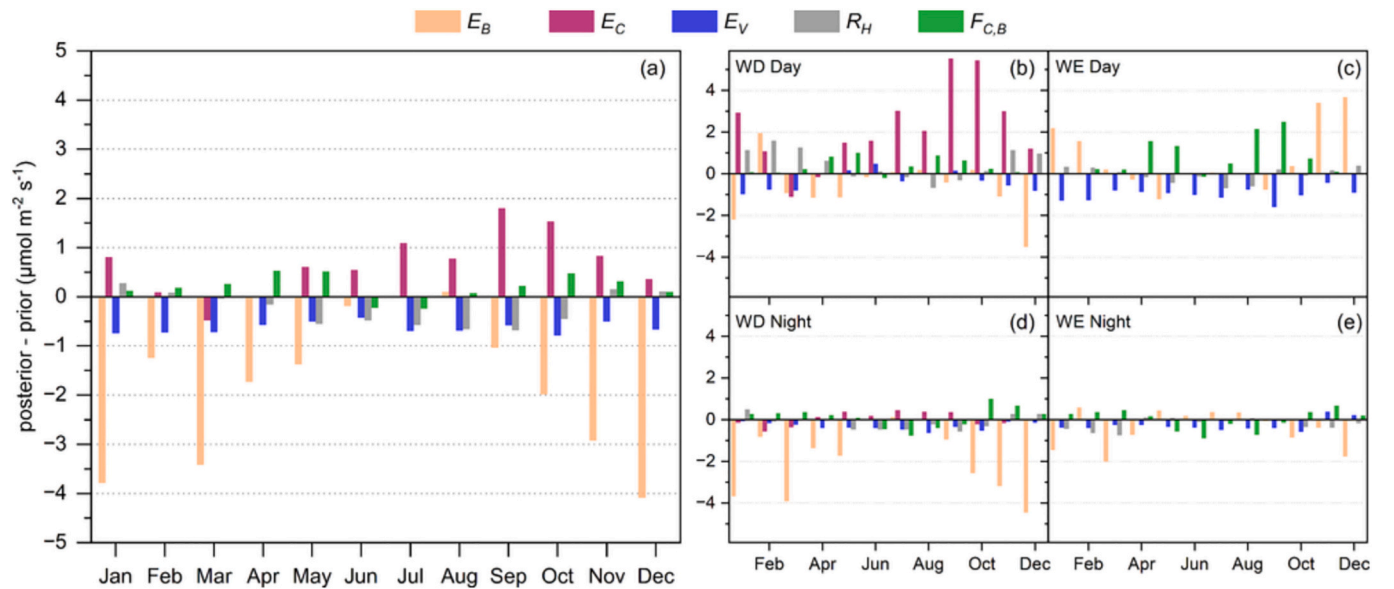 E_B E_C E_V R_H F_C,B
posterior - prior (µmol m⁻² s⁻¹)
5
4
3
2
1
0
−1
−2
−3
−4
−5
(a)
Jan Feb Mar Apr May Jun Jul Aug Sep Oct Nov Dec
WD Day (b)
WE Day (c)
4
2
0
−2
−4
WD Night (d)
WE Night (e)
4
2
0
−2
−4
Feb Apr Jun Aug Oct Dec
Feb Apr Jun Aug Oct Dec